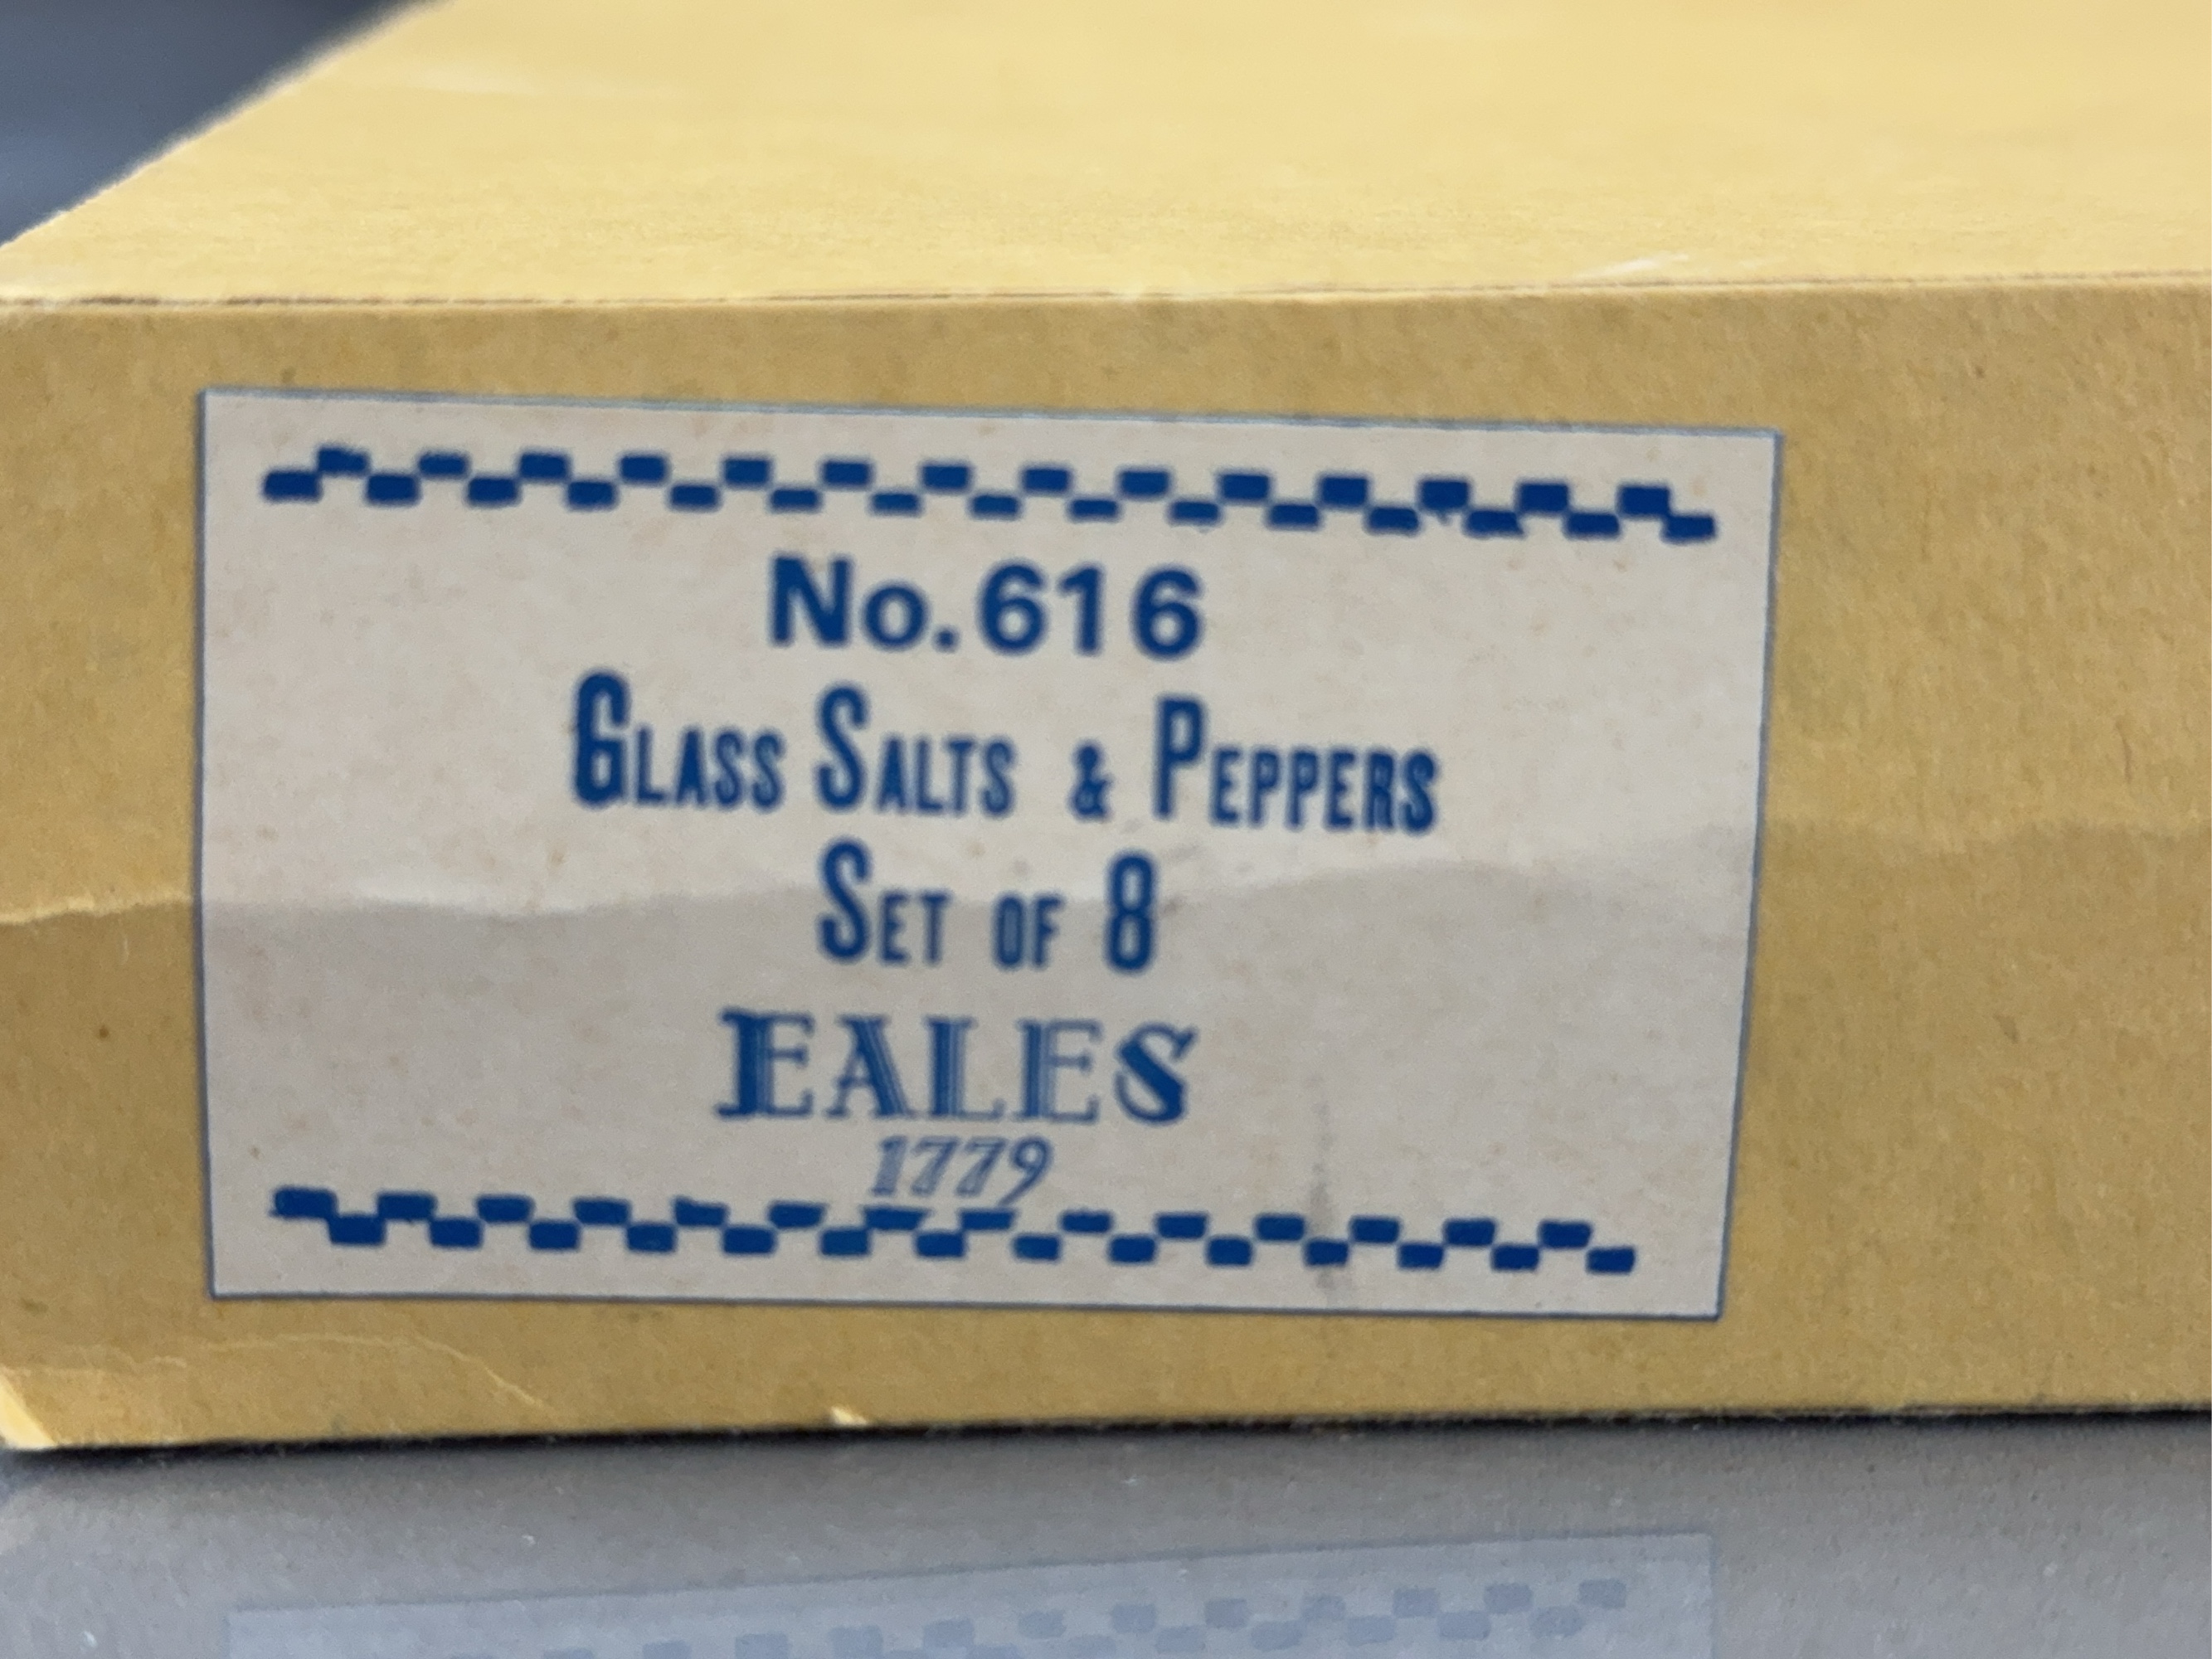 No. 616
GLASS SALTS & PEPPERS
SET OF 8
EALES
1779